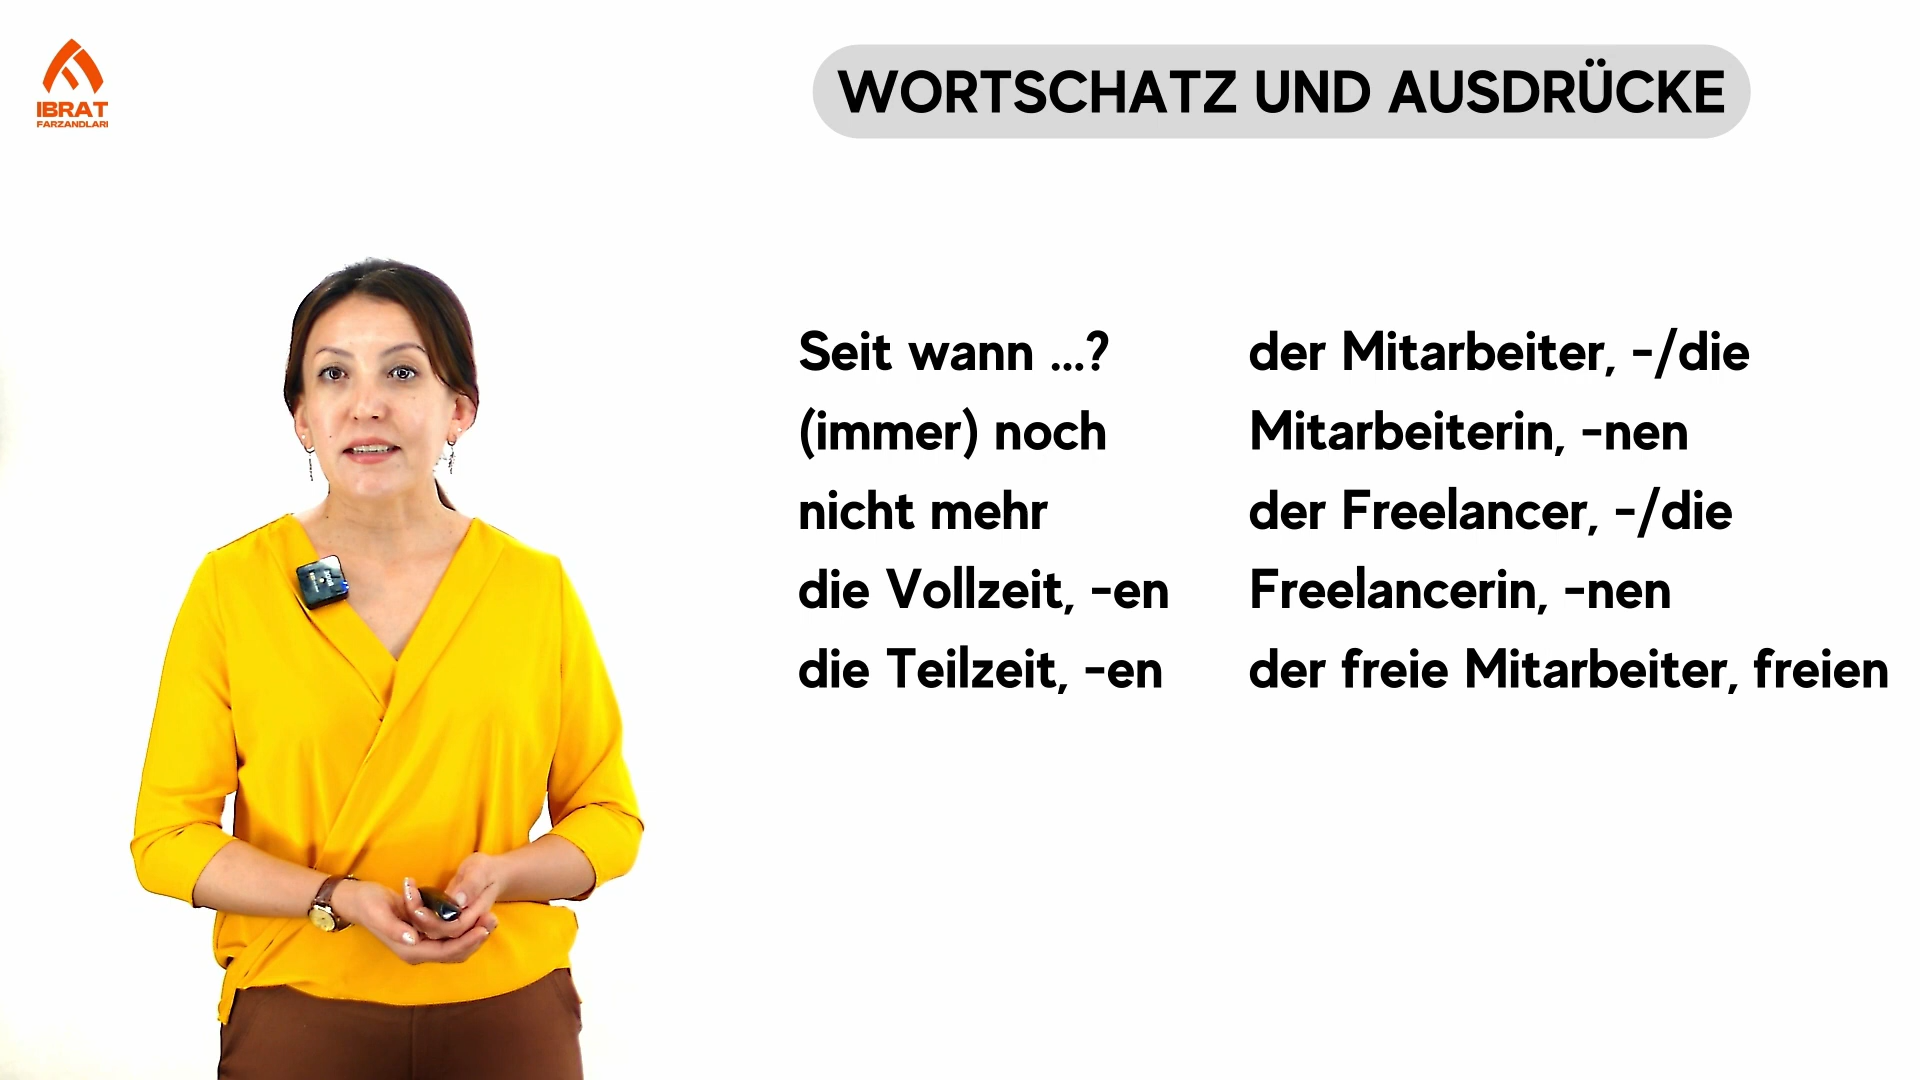 IBRAT
FARZANDLARI
WORTSCHATZ UND AUSDRÜCKE
Seit wann ...?
(immer) noch
nicht mehr
die Vollzeit, -en
die Teilzeit, -en
der Mitarbeiter, -/die
Mitarbeiterin, -nen
der Freelancer, -/die
Freelancerin, -nen
der freie Mitarbeiter, freien